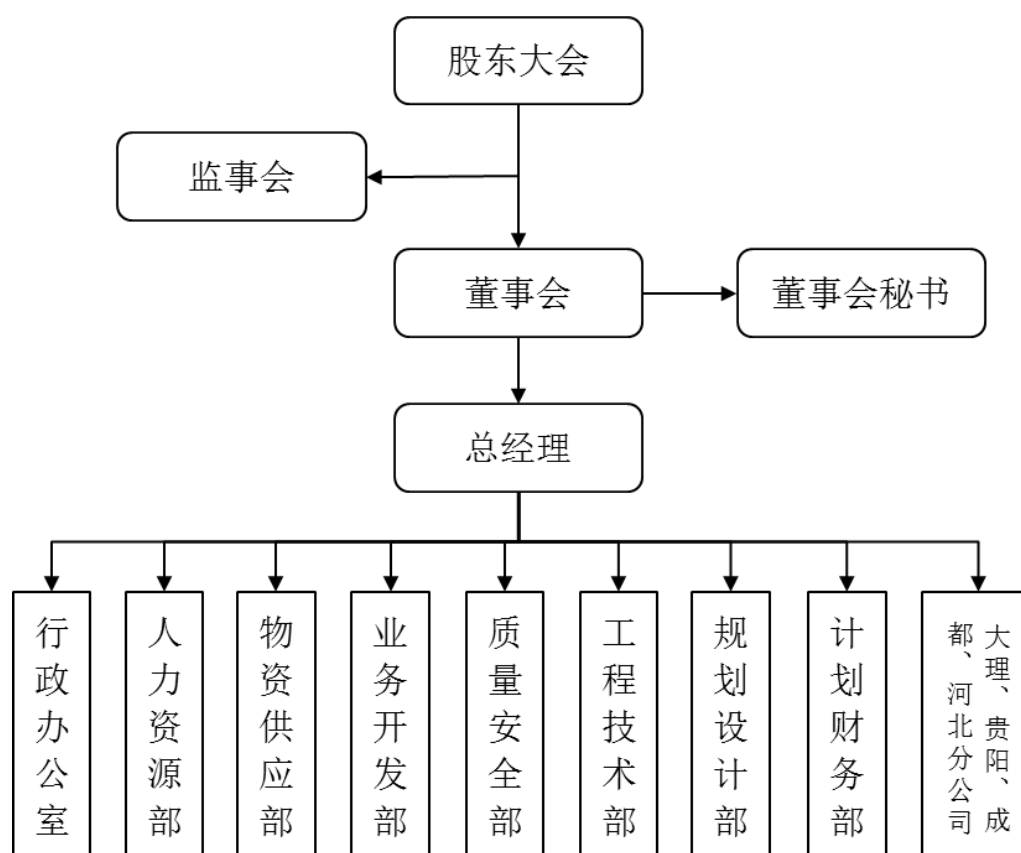 股东大会
监事会
董事会
董事会秘书
总经理
行政办公室
人力资源部
物资供应部
业务开发部
质量安全部
工程技术部
规划设计部
计划财务部
大理、贵阳、成
都、河北分公司